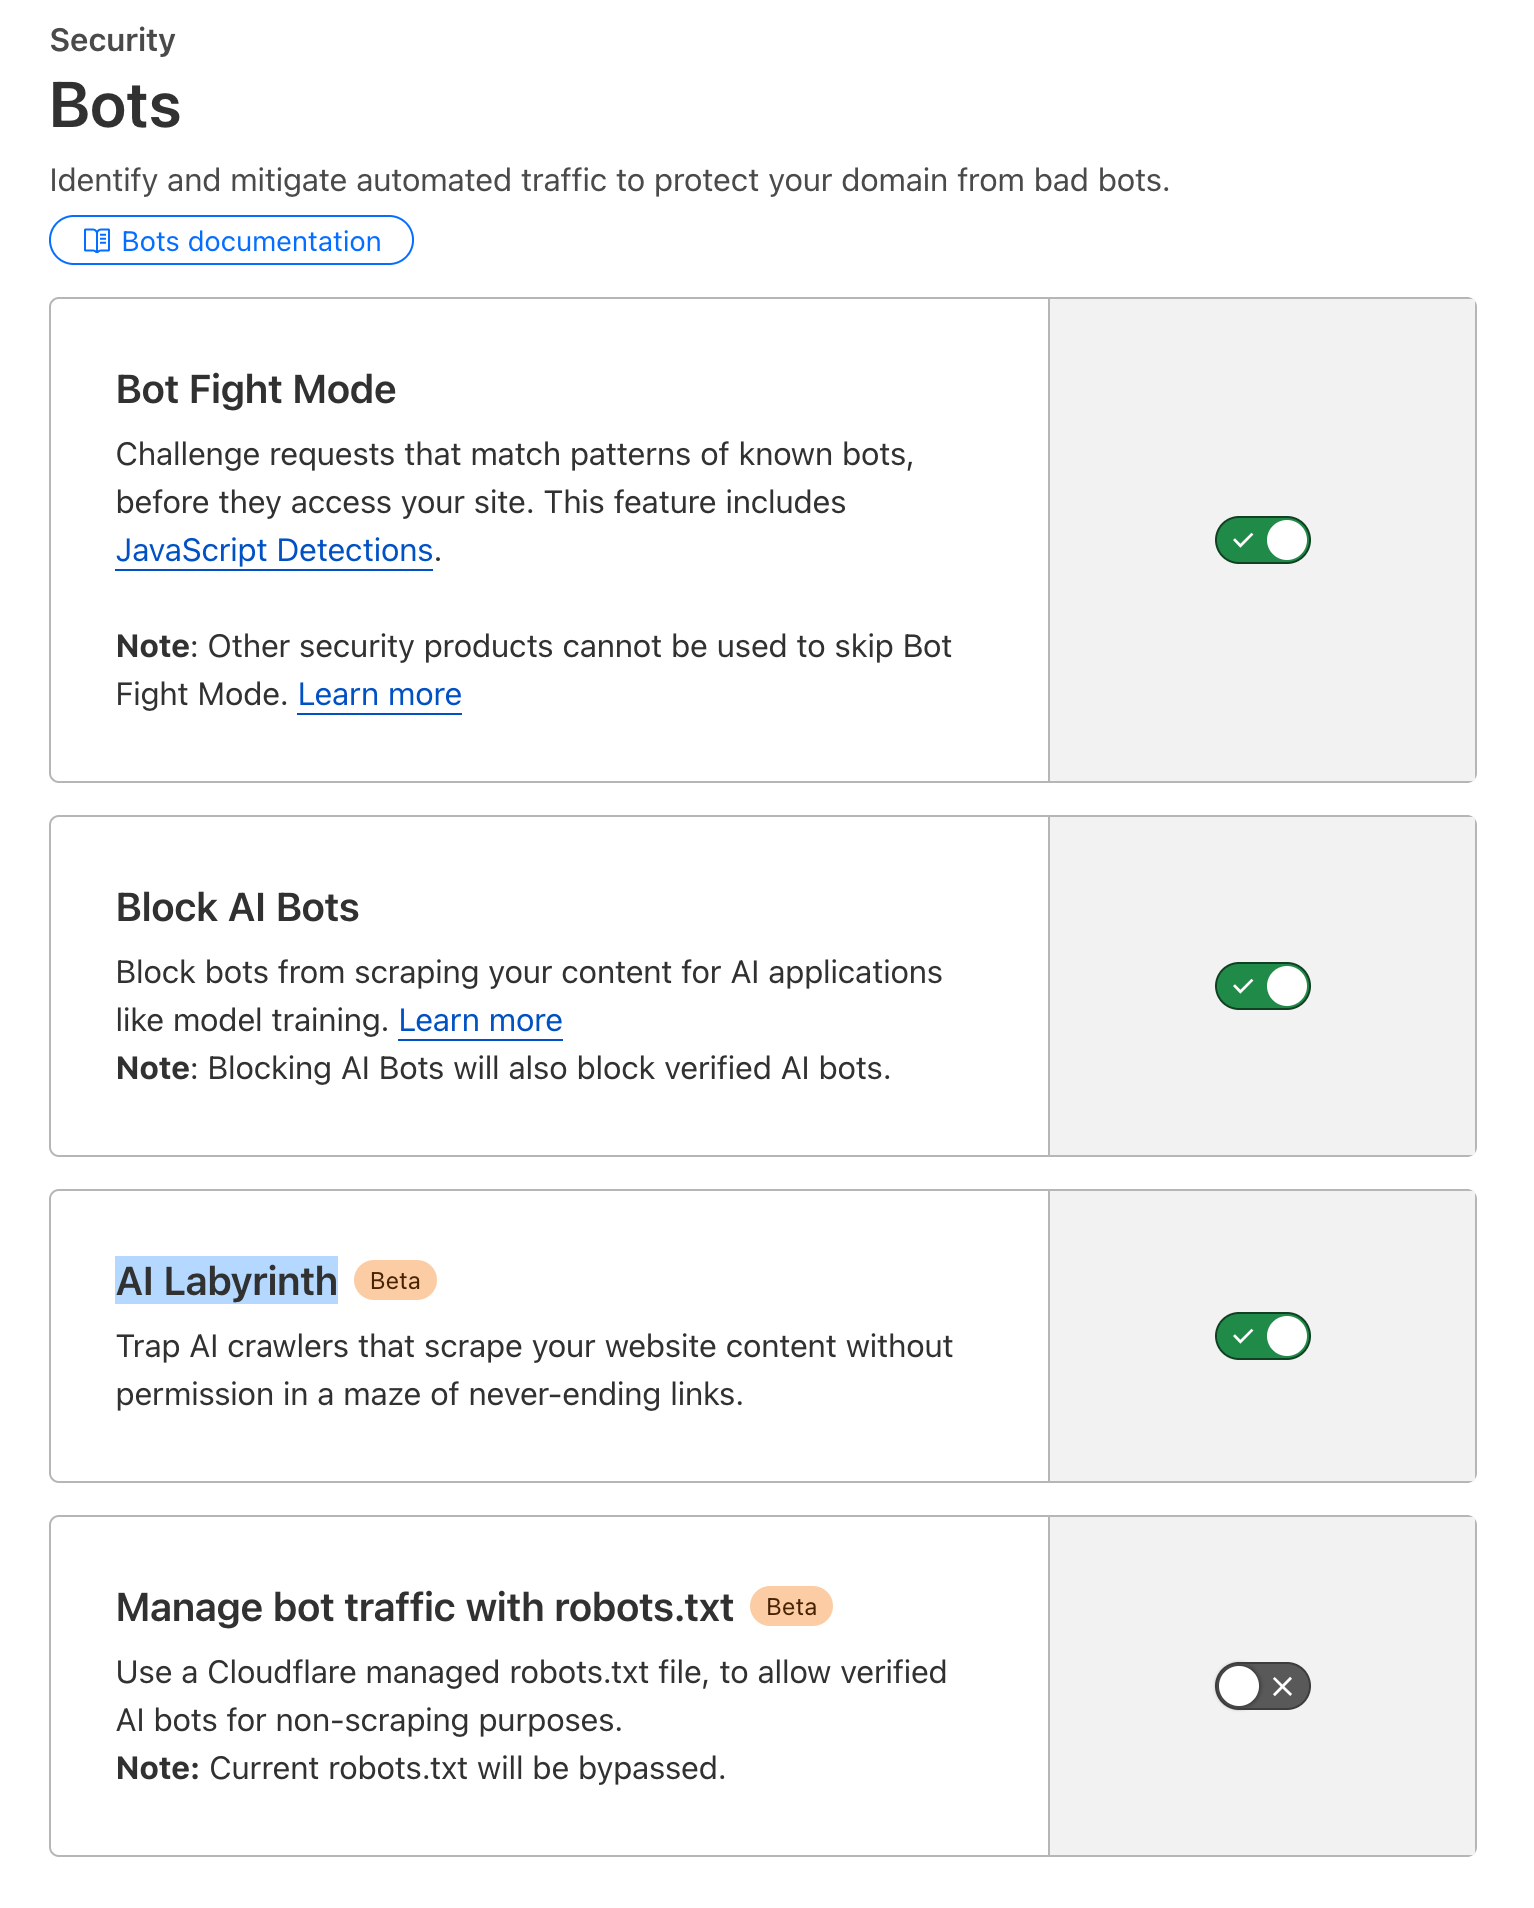 Security
Bots
Identify and mitigate automated traffic to protect your domain from bad bots.
Bots documentation
Bot Fight Mode
Challenge requests that match patterns of known bots,
before they access your site. This feature includes
JavaScript Detections.
Note: Other security products cannot be used to skip Bot
Fight Mode. Learn more
Block AI Bots
Block bots from scraping your content for AI applications
like model training. Learn more
Note: Blocking AI Bots will also block verified AI bots.
AI Labyrinth Beta
Trap AI crawlers that scrape your website content without
permission in a maze of never-ending links.
Manage bot traffic with robots.txt Beta
Use a Cloudflare managed robots.txt file, to allow verified
AI bots for non-scraping purposes.
Note: Current robots.txt will be bypassed.